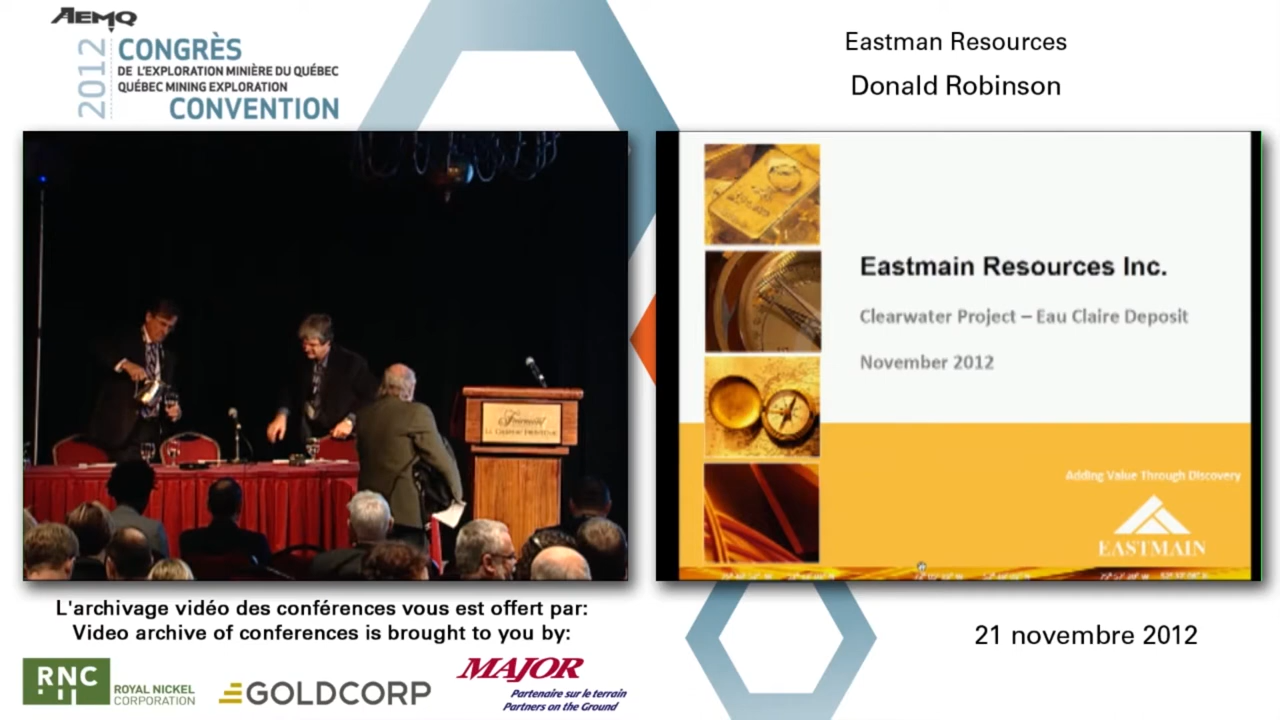 AEMQ
2012
CONGRÈS
DE L'EXPLORATION MINIÈRE DU QUÉBEC
QUÉBEC MINING EXPLORATION
CONVENTION
Eastman Resources
Donald Robinson
Eastmain Resources Inc.
Clearwater Project – Eau Claire Deposit
November 2012
Adding Value Through Discovery
EASTMAIN
Fairmont
L'archivage vidéo des conférences vous est offert par:
Video archive of conferences is brought to you by:
21 novembre 2012
RNC
ROYAL NICKEL
CORPORATION
GOLDCORP
MAJOR
Partenaire sur le terrain
Partners on the Ground